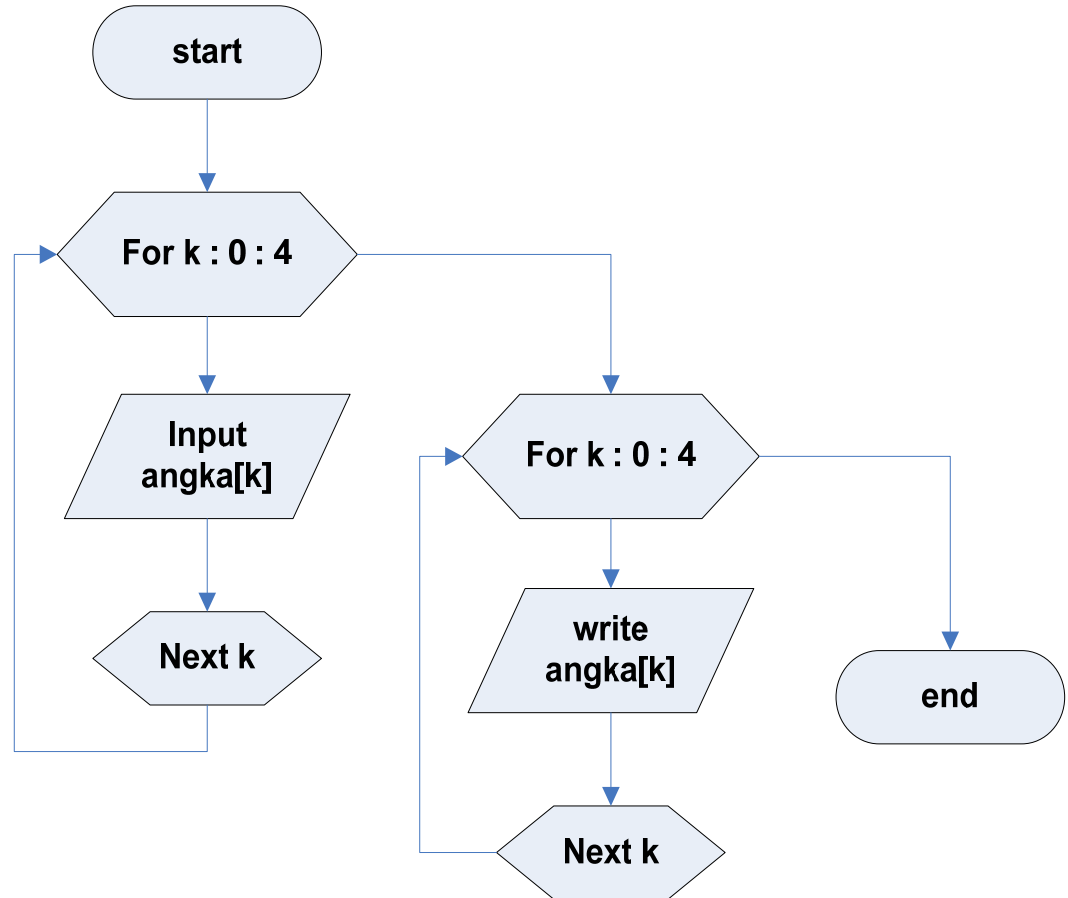 start
For k : 0 : 4
Input
angka[k]
Next k
For k : 0 : 4
write
angka[k]
Next k
end